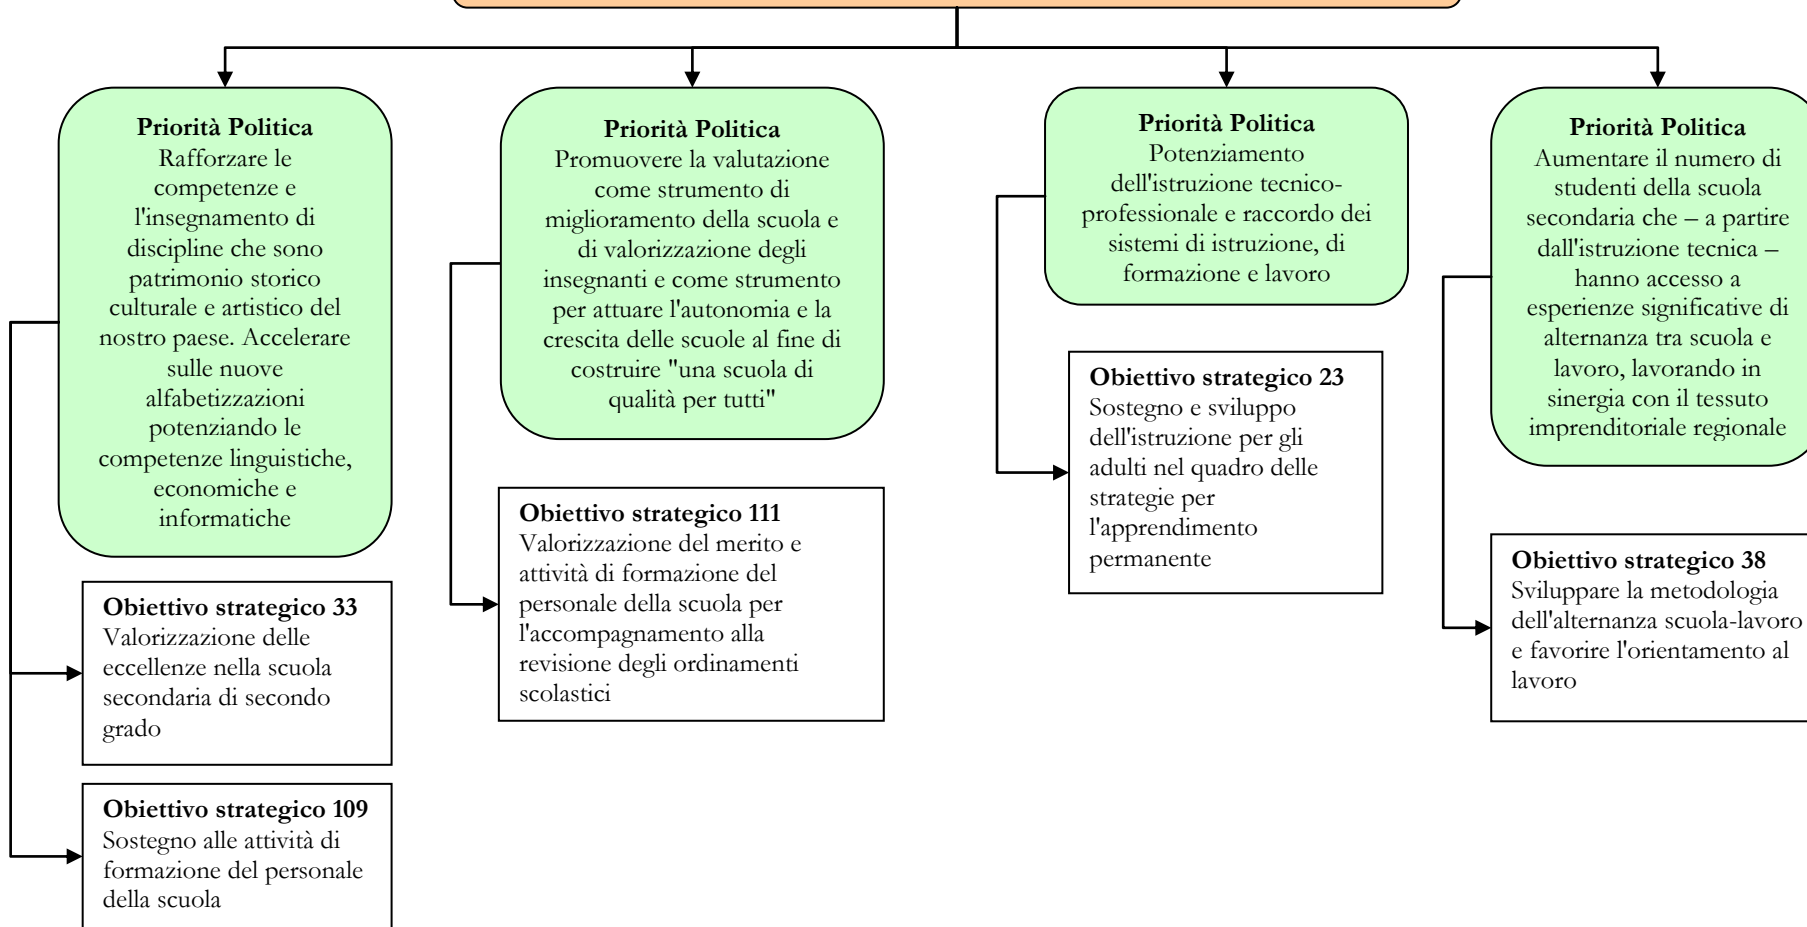 Priorità Politica
Rafforzare le
competenze e
l'insegnamento di
discipline che sono
patrimonio storico
culturale e artistico del
nostro paese. Accelerare
sulle nuove
alfabetizzazioni
potenziando le
competenze linguistiche,
economiche e
informatiche
Obiettivo strategico 33
Valorizzazione delle
eccellenze nella scuola
secondaria di secondo
grado
Obiettivo strategico 109
Sostegno alle attività di
formazione del personale
della scuola
Priorità Politica
Promuovere la valutazione
come strumento di
miglioramento della scuola e
di valorizzazione degli
insegnanti e come strumento
per attuare l'autonomia e la
crescita delle scuole al fine di
costruire "una scuola di
qualità per tutti"
Obiettivo strategico 111
Valorizzazione del merito e
attività di formazione del
personale della scuola per
l'accompagnamento alla
revisione degli ordinamenti
scolastici
Priorità Politica
Potenziamento
dell'istruzione tecnico-
professionale e raccordo dei
sistemi di istruzione, di
formazione e lavoro
Obiettivo strategico 23
Sostegno e sviluppo
dell'istruzione per gli
adulti nel quadro delle
strategie per
l'apprendimento
permanente
Priorità Politica
Aumentare il numero di
studenti della scuola
secondaria che – a partire
dall'istruzione tecnica –
hanno accesso a
esperienze significative di
alternanza tra scuola e
lavoro, lavorando in
sinergia con il tessuto
imprenditoriale regionale
Obiettivo strategico 38
Sviluppare la metodologia
dell'alternanza scuola-lavoro
e favorire l'orientamento al
lavoro